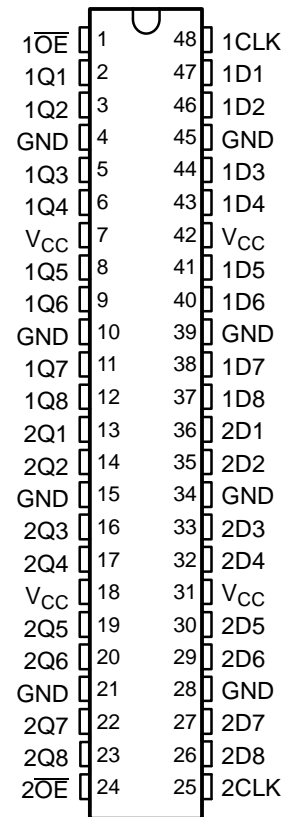 1O̅E̅ 1 48 1CLK
1Q1 2 47 1D1
1Q2 3 46 1D2
GND 4 45 GND
1Q3 5 44 1D3
1Q4 6 43 1D4
VCC 7 42 VCC
1Q5 8 41 1D5
1Q6 9 40 1D6
GND 10 39 GND
1Q7 11 38 1D7
1Q8 12 37 1D8
2Q1 13 36 2D1
2Q2 14 35 2D2
GND 15 34 GND
2Q3 16 33 2D3
2Q4 17 32 2D4
VCC 18 31 VCC
2Q5 19 30 2D5
2Q6 20 29 2D6
GND 21 28 GND
2Q7 22 27 2D7
2Q8 23 26 2D8
2O̅E̅ 24 25 2CLK